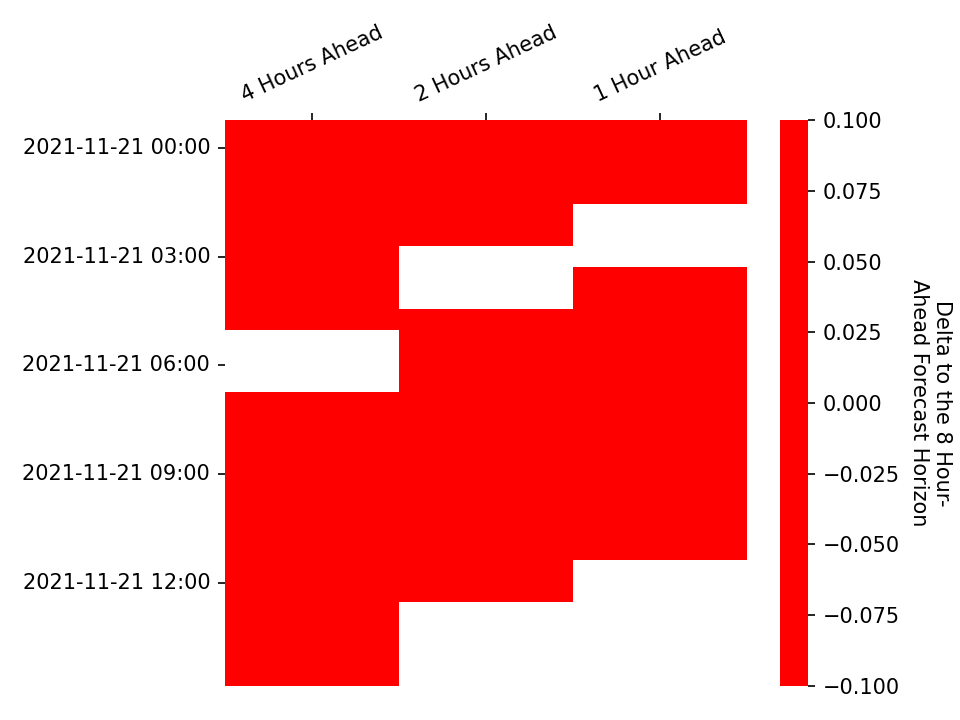 4 Hours Ahead
2 Hours Ahead
1 Hour Ahead
2021-11-21 00:00
2021-11-21 03:00
2021-11-21 06:00
2021-11-21 09:00
2021-11-21 12:00
0.100
0.075
0.050
0.025
0.000
−0.025
−0.050
−0.075
−0.100
Delta to the 8 Hour-
Ahead Forecast Horizon